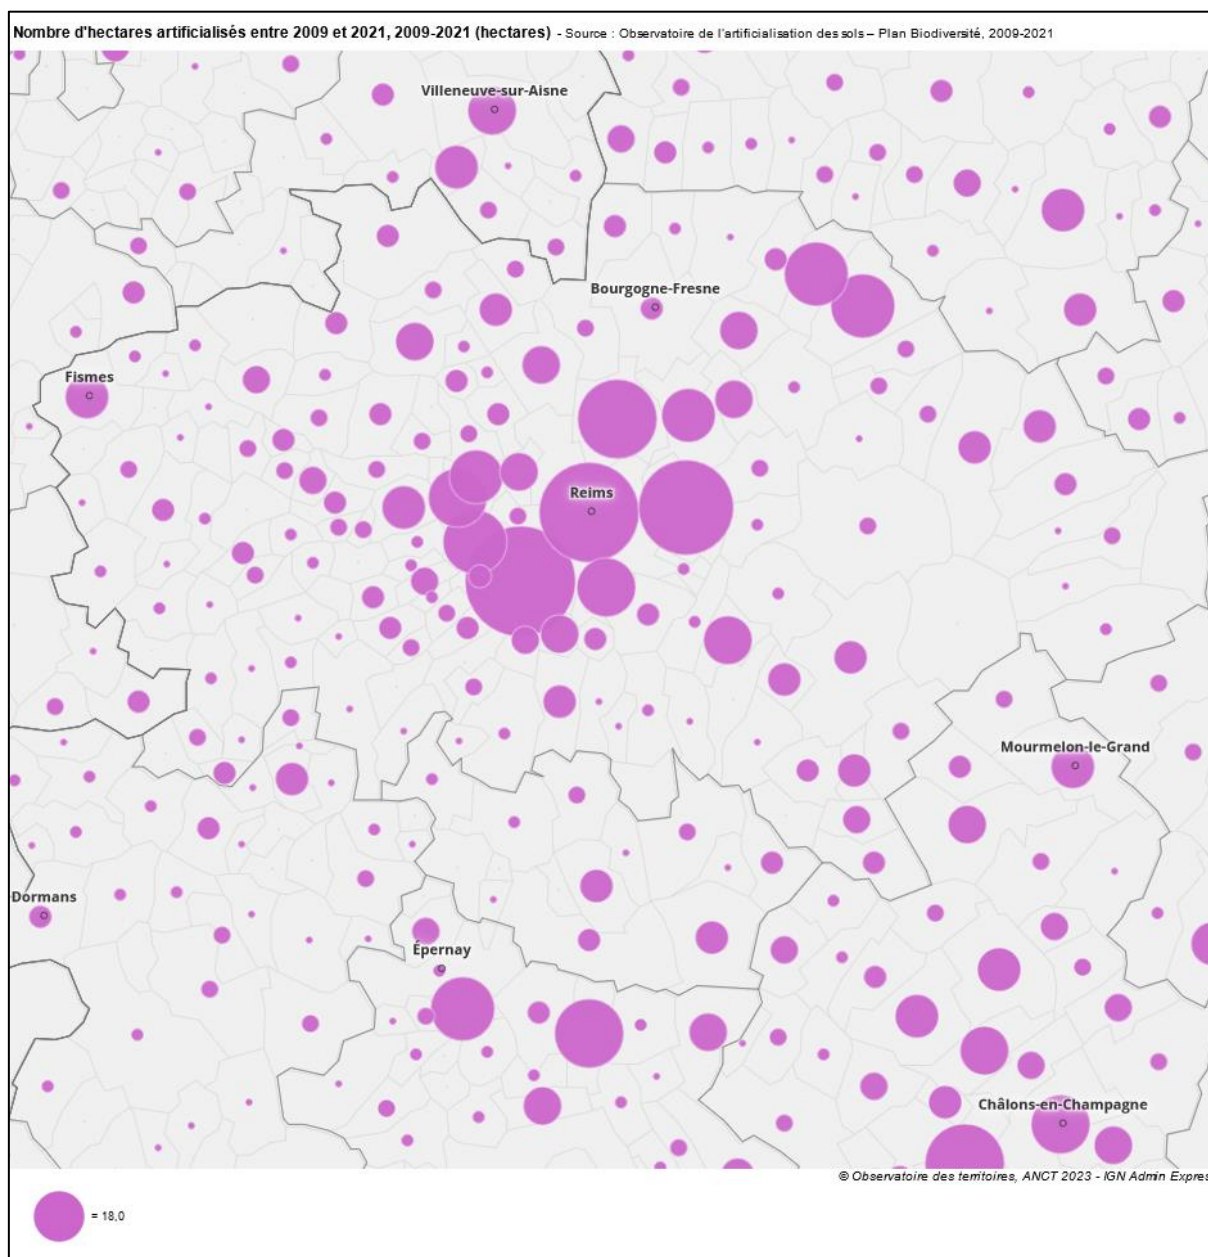 Nombre d'hectares artificialisés entre 2009 et 2021, 2009-2021 (hectares) - Source : Observatoire de l'artificialisation des sols – Plan Biodiversité, 2009-2021
Villeneuve-sur-Aisne
Bourgogne-Fresne
Fismes
Reims
Mourmelon-le-Grand
Dormans
Épernay
Châlons-en-Champagne
© Observatoire des territoires, ANCT 2023 - IGN Admin Expres
= 18,0